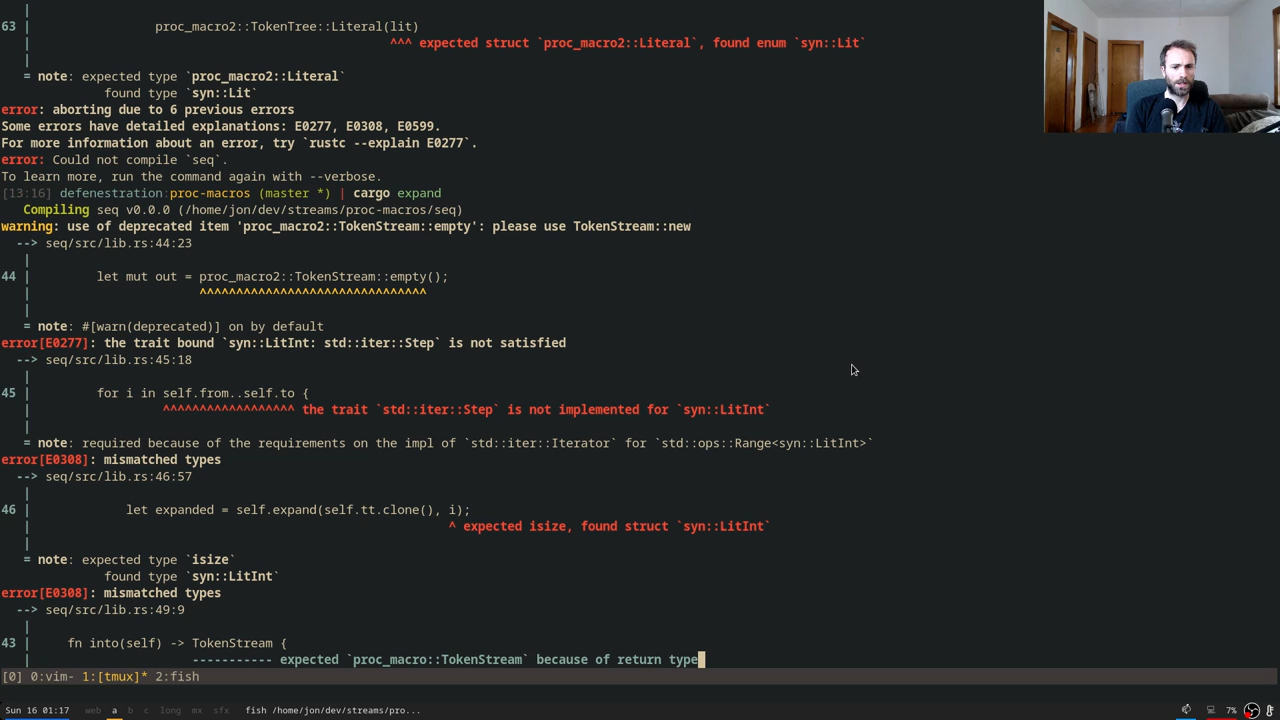 |
63 |                 proc_macro2::TokenTree::Literal(lit)
   |                                                 ^^^ expected struct `proc_macro2::Literal`, found enum `syn::Lit`
   |
   = note: expected type `proc_macro2::Literal`
              found type `syn::Lit`
error: aborting due to 6 previous errors
Some errors have detailed explanations: E0277, E0308, E0599.
For more information about an error, try `rustc --explain E0277`.
error: Could not compile `seq`.
To learn more, run the command again with --verbose.
[13:16] defenestration:proc-macros (master *) | cargo expand
   Compiling seq v0.0.0 (/home/jon/dev/streams/proc-macros/seq)
warning: use of deprecated item 'proc_macro2::TokenStream::empty': please use TokenStream::new
  --> seq/src/lib.rs:44:23
   |
44 |         let mut out = proc_macro2::TokenStream::empty();
   |                       ^^^^^^^^^^^^^^^^^^^^^^^^^^^^^^^
   |
   = note: #[warn(deprecated)] on by default
error[E0277]: the trait bound `syn::LitInt: std::iter::Step` is not satisfied
  --> seq/src/lib.rs:45:18
   |
45 |         for i in self.from..self.to {
   |                  ^^^^^^^^^^^^^^^^^^ the trait `std::iter::Step` is not implemented for `syn::LitInt`
   |
   = note: required because of the requirements on the impl of `std::iter::Iterator` for `std::ops::Range<syn::LitInt>`
error[E0308]: mismatched types
  --> seq/src/lib.rs:46:57
   |
46 |             let expanded = self.expand(self.tt.clone(), i);
   |                                                         ^ expected isize, found struct `syn::LitInt`
   |
   = note: expected type `isize`
              found type `syn::LitInt`
error[E0308]: mismatched types
  --> seq/src/lib.rs:49:9
   |
43 |     fn into(self) -> TokenStream {
   |                      ----------- expected `proc_macro::TokenStream` because of return type
[0] 0:vim- 1:[tmux]* 2:fish
Sun 16 01:17 web a b c long mx sfx fish /home/jon/dev/streams/pro... 7%